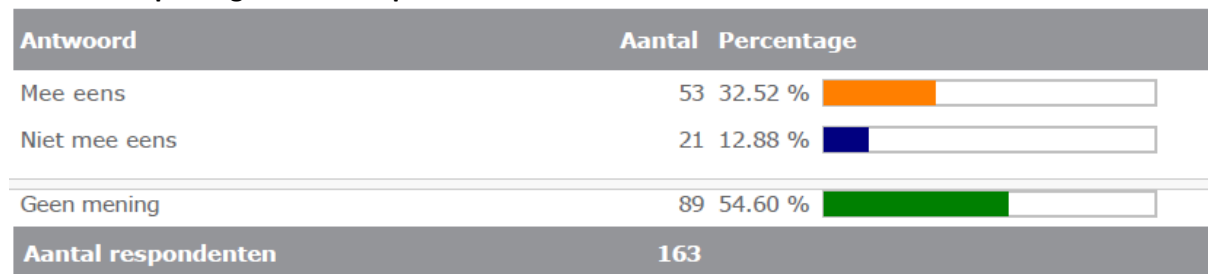 Antwoord Aantal Percentage
Mee eens 53 32.52 %
Niet mee eens 21 12.88 %
Geen mening 89 54.60 %
Aantal respondenten 163